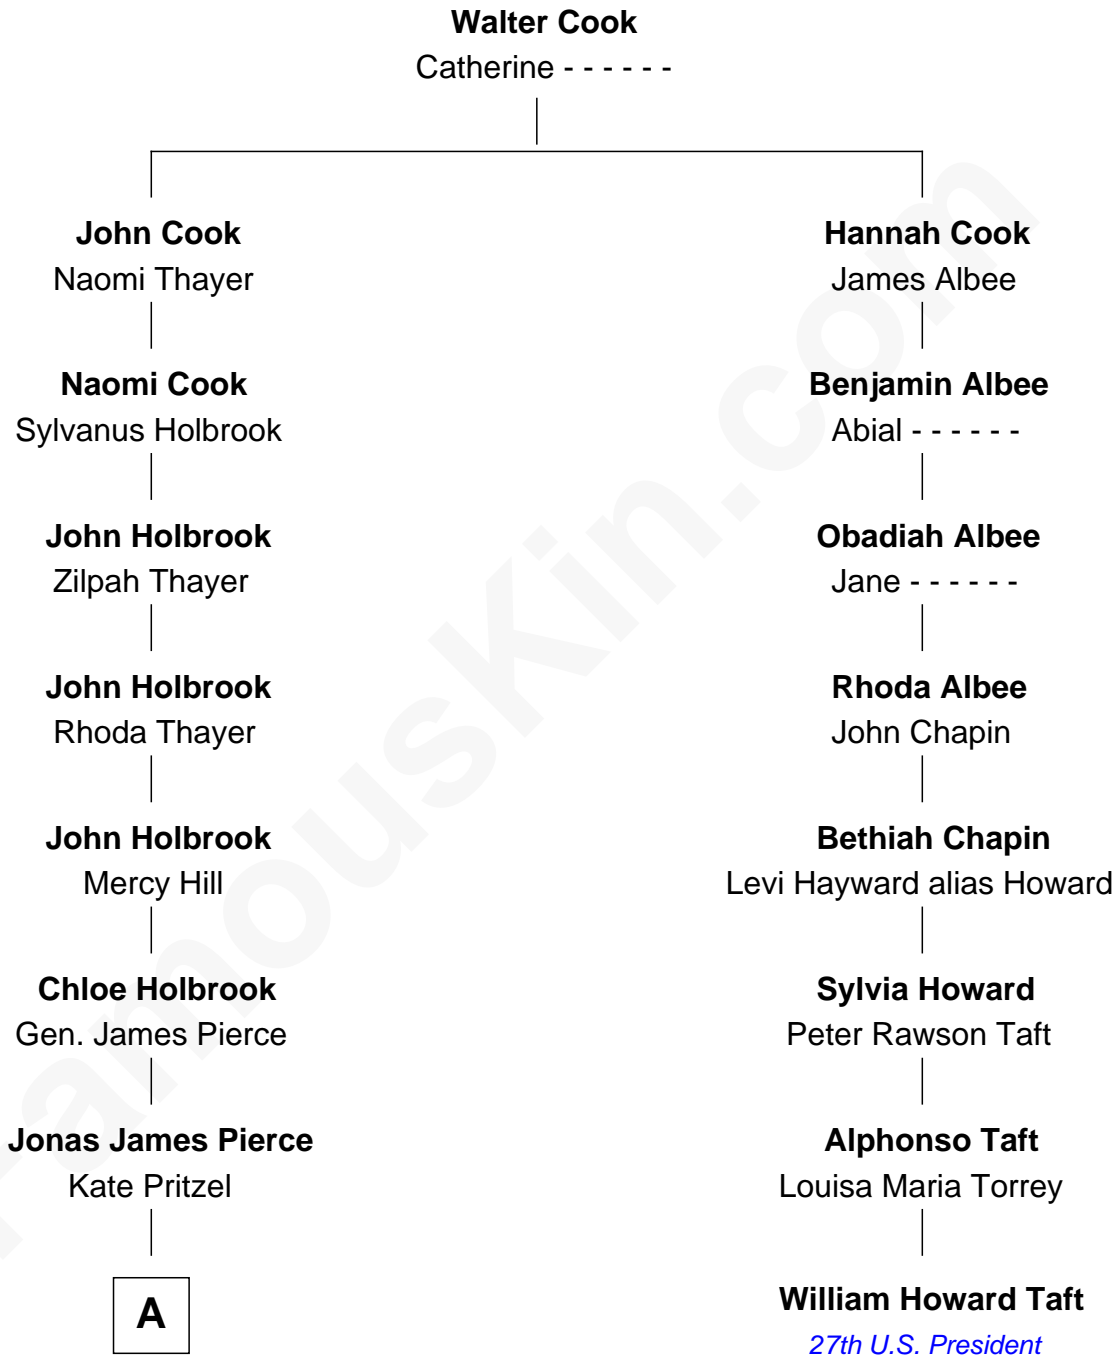 Walter Cook
Catherine - - - - - -
John Cook
Naomi Thayer
Hannah Cook
James Albee
Naomi Cook
Sylvanus Holbrook
Benjamin Albee
Abial - - - - - -
John Holbrook
Zilpah Thayer
Obadiah Albee
Jane - - - - - -
John Holbrook
Rhoda Thayer
Rhoda Albee
John Chapin
John Holbrook
Mercy Hill
Bethiah Chapin
Levi Hayward alias Howard
Chloe Holbrook
Gen. James Pierce
Sylvia Howard
Peter Rawson Taft
Jonas James Pierce
Kate Pritzel
Alphonso Taft
Louisa Maria Torrey
A
William Howard Taft
27th U.S. President
FamousKin.com